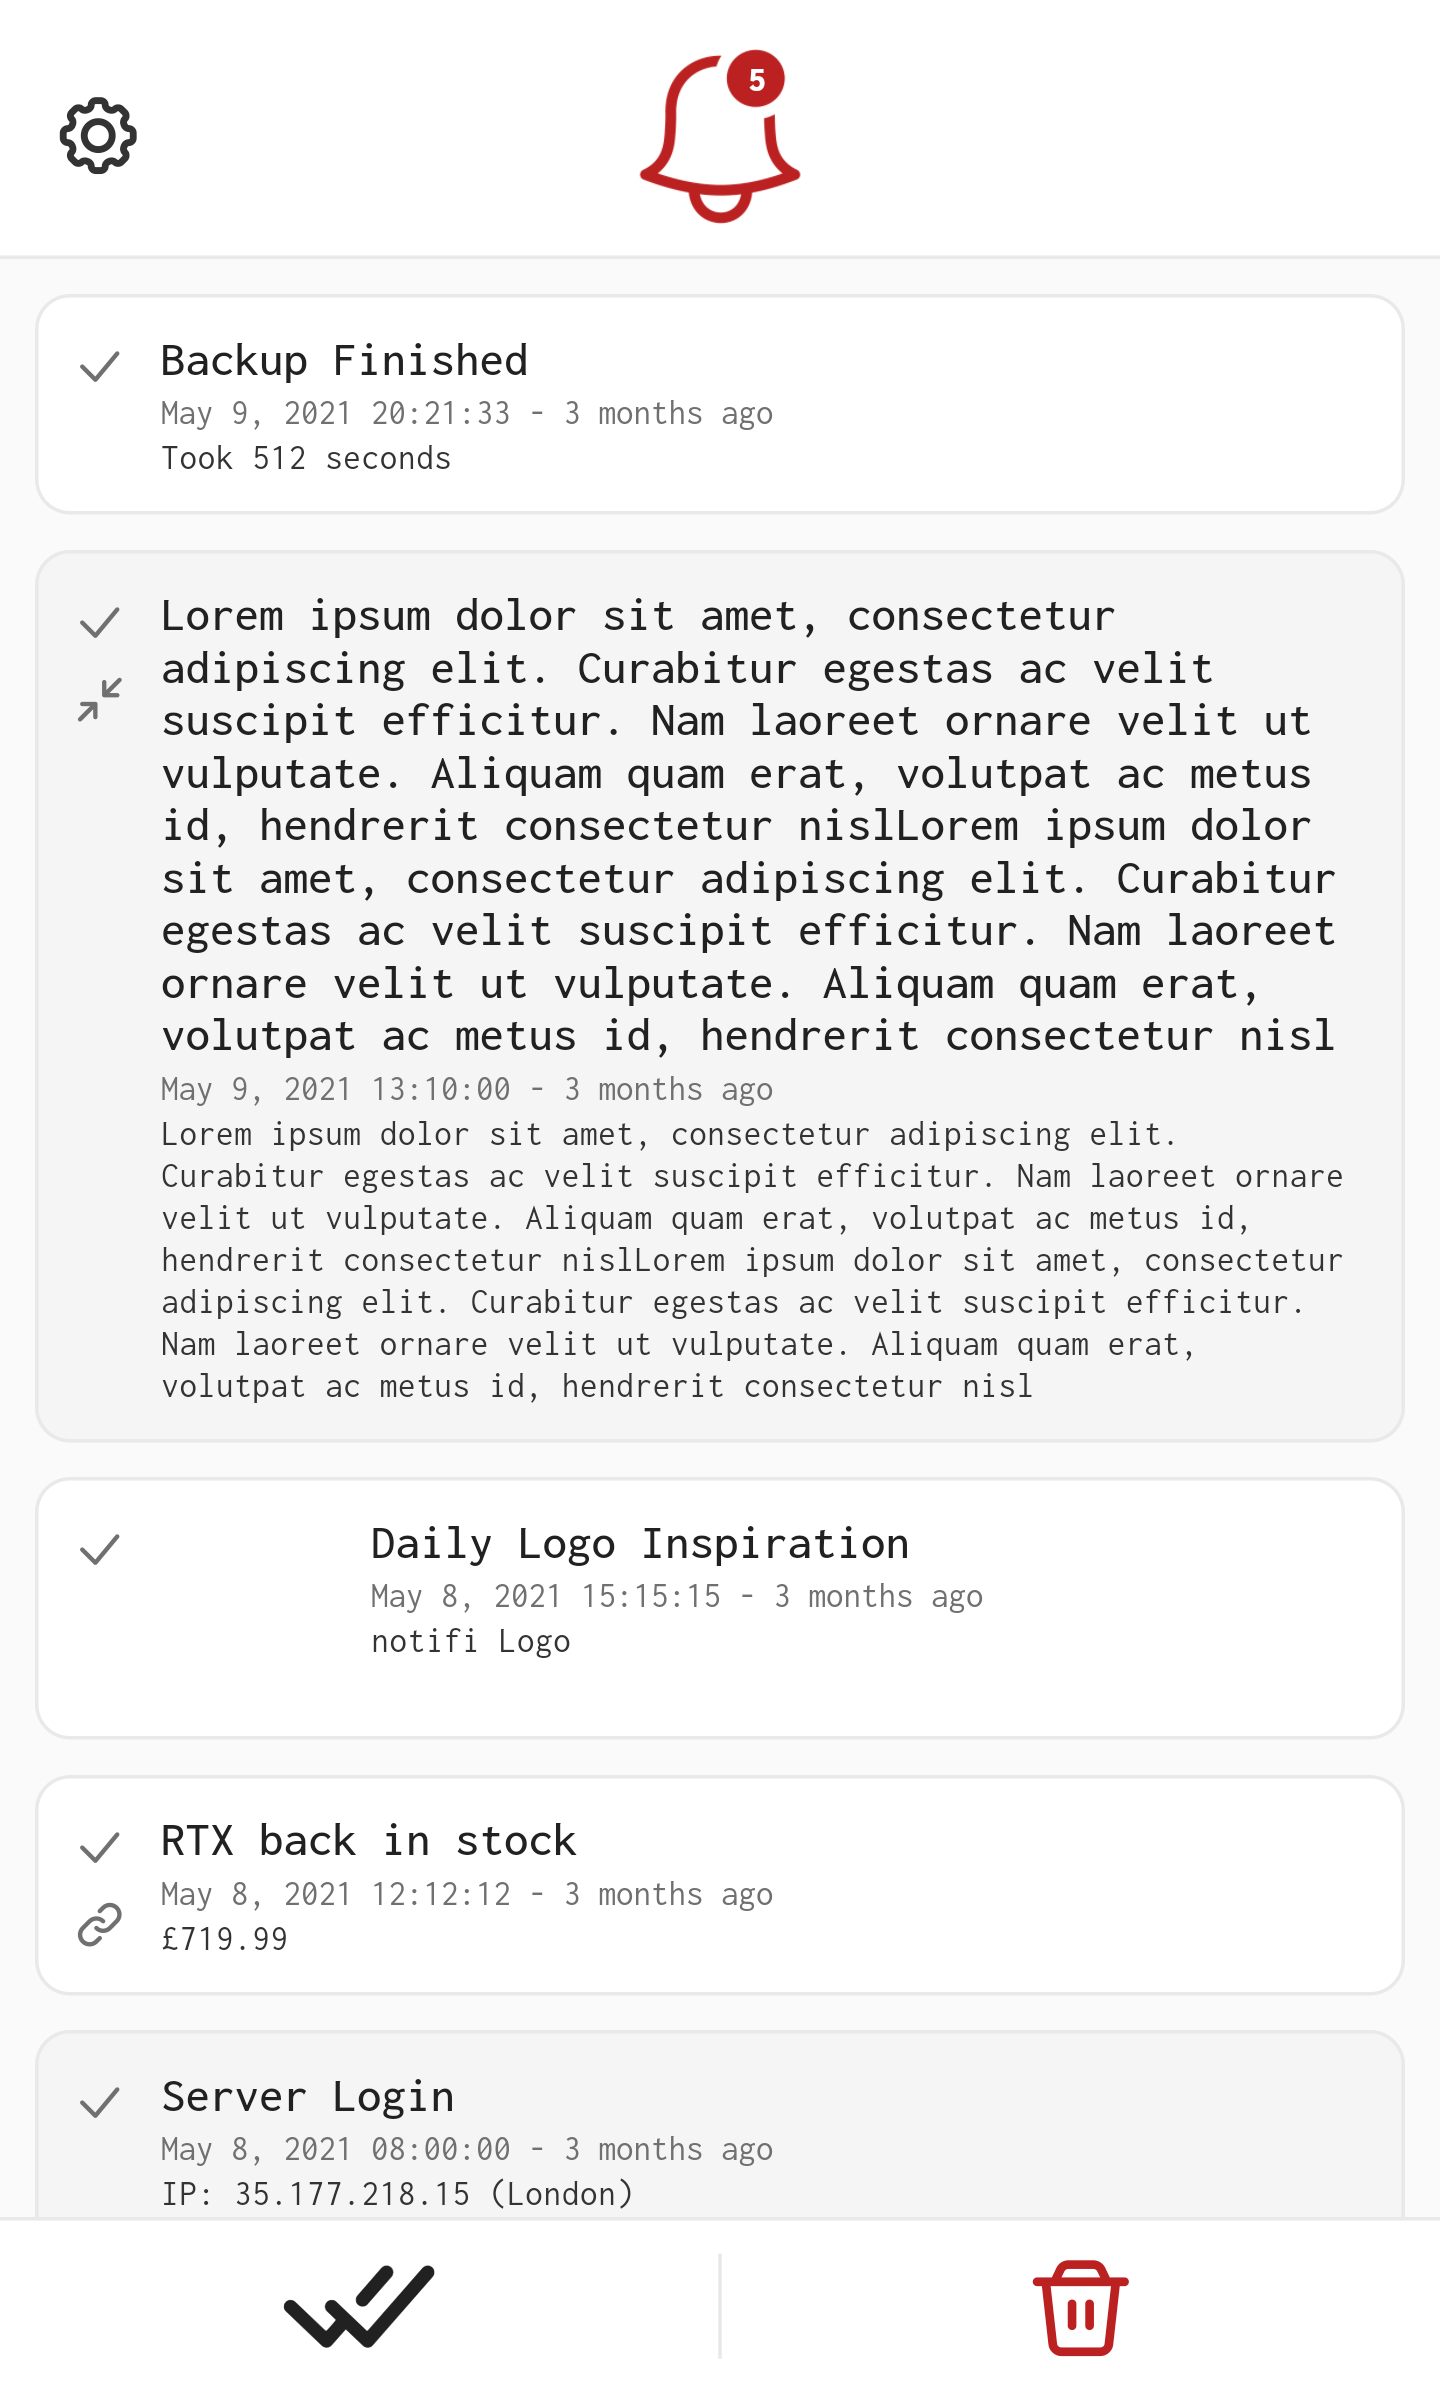 5
Backup Finished
May 9, 2021 20:21:33 - 3 months ago
Took 512 seconds
Lorem ipsum dolor sit amet, consectetur
adipiscing elit. Curabitur egestas ac velit
suscipit efficitur. Nam laoreet ornare velit ut
vulputate. Aliquam quam erat, volutpat ac metus
id, hendrerit consectetur nislLorem ipsum dolor
sit amet, consectetur adipiscing elit. Curabitur
egestas ac velit suscipit efficitur. Nam laoreet
ornare velit ut vulputate. Aliquam quam erat,
volutpat ac metus id, hendrerit consectetur nisl
May 9, 2021 13:10:00 - 3 months ago
Lorem ipsum dolor sit amet, consectetur adipiscing elit.
Curabitur egestas ac velit suscipit efficitur. Nam laoreet ornare
velit ut vulputate. Aliquam quam erat, volutpat ac metus id,
hendrerit consectetur nislLorem ipsum dolor sit amet, consectetur
adipiscing elit. Curabitur egestas ac velit suscipit efficitur.
Nam laoreet ornare velit ut vulputate. Aliquam quam erat,
volutpat ac metus id, hendrerit consectetur nisl
Daily Logo Inspiration
May 8, 2021 15:15:15 - 3 months ago
notifi Logo
RTX back in stock
May 8, 2021 12:12:12 - 3 months ago
£719.99
Server Login
May 8, 2021 08:00:00 - 3 months ago
IP: 35.177.218.15 (London)